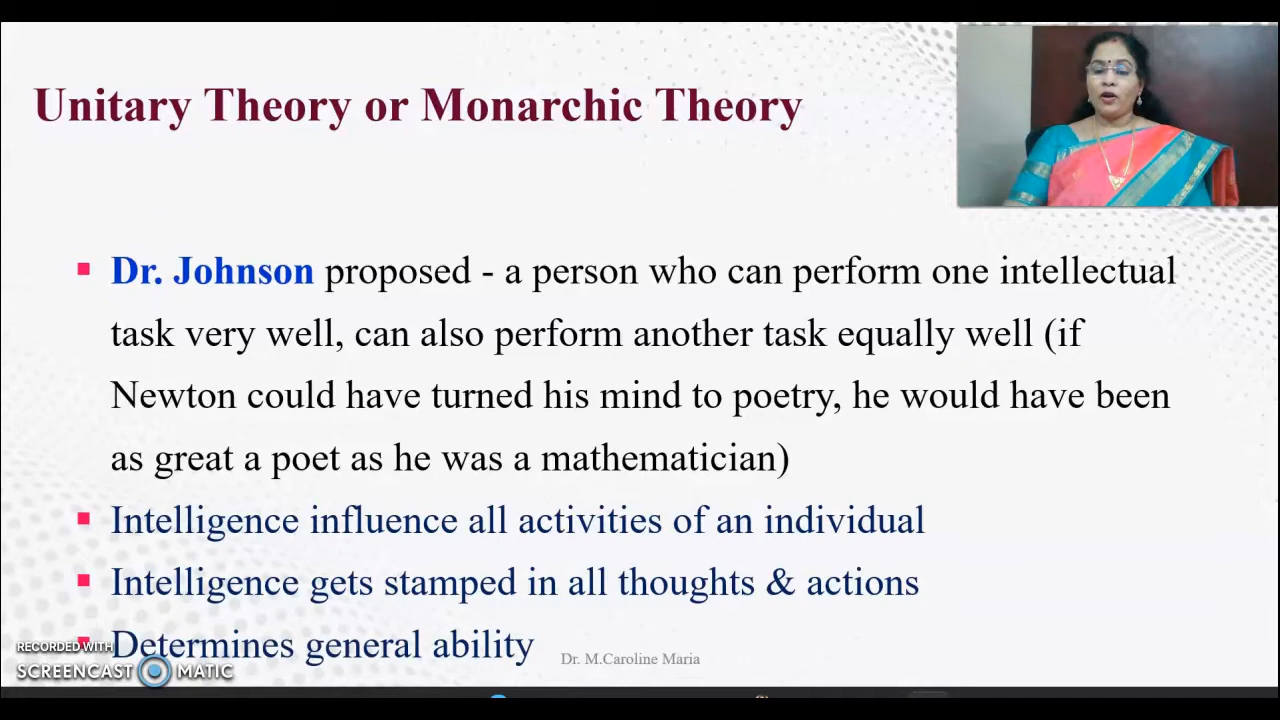 Unitary Theory or Monarchic Theory
Dr. Johnson proposed - a person who can perform one intellectual
task very well, can also perform another task equally well (if
Newton could have turned his mind to poetry, he would have been
as great a poet as he was a mathematician)
Intelligence influence all activities of an individual
Intelligence gets stamped in all thoughts & actions
Determines general ability
Dr. M.Caroline Maria
RECORDED WITH
SCREENCAST MATIC